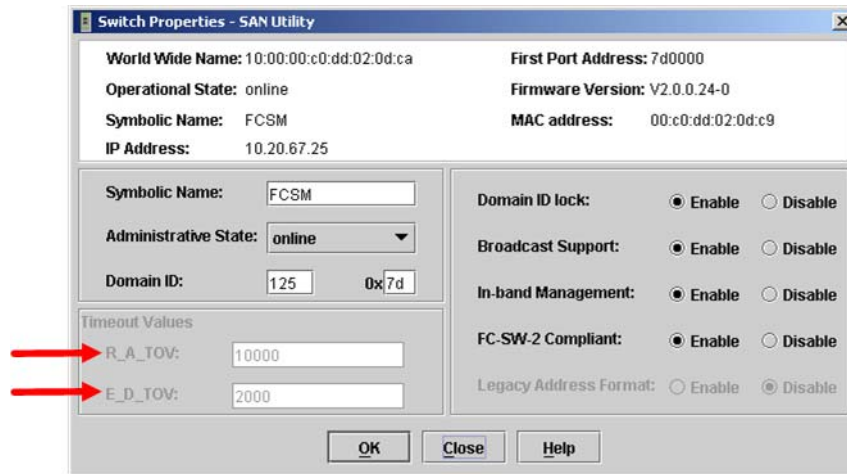 Switch Properties - SAN Utility
World Wide Name: 10:00:00:c0:dd:02:0d:ca
First Port Address: 7d0000
Operational State: online
Firmware Version: V2.0.0.24-0
Symbolic Name: FCSM
MAC address: 00:c0:dd:02:0d:c9
IP Address: 10.20.67.25
Symbolic Name: FCSM
Administrative State: online
Domain ID: 125 0x 7d
Timeout Values
R_A_TOV: 10000
E_D_TOV: 2000
Domain ID lock: Enable Disable
Broadcast Support: Enable Disable
In-band Management: Enable Disable
FC-SW-2 Compliant: Enable Disable
Legacy Address Format: Enable Disable
OK Close Help